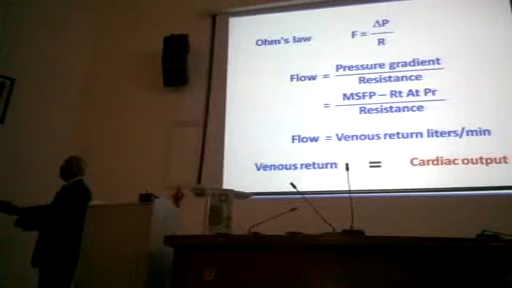 Ohm's law F = ΔP
R
Flow = Pressure gradient
Resistance
= MSFP – Rt At Pr
Resistance
Flow = Venous return liters/min
Venous return = Cardiac output